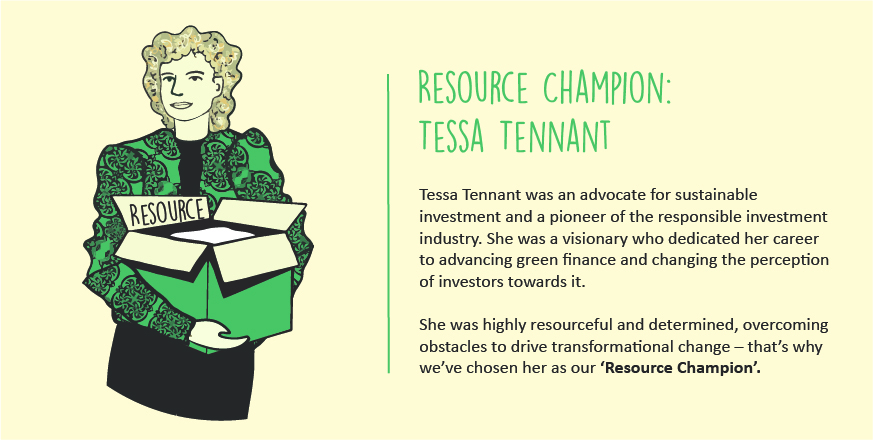 RESOURCE
RESOURCE CHAMPION:
TESSA TENNANT
Tessa Tennant was an advocate for sustainable
investment and a pioneer of the responsible investment
industry. She was a visionary who dedicated her career
to advancing green finance and changing the perception
of investors towards it.
She was highly resourceful and determined, overcoming
obstacles to drive transformational change – that's why
we've chosen her as our ‘Resource Champion’.